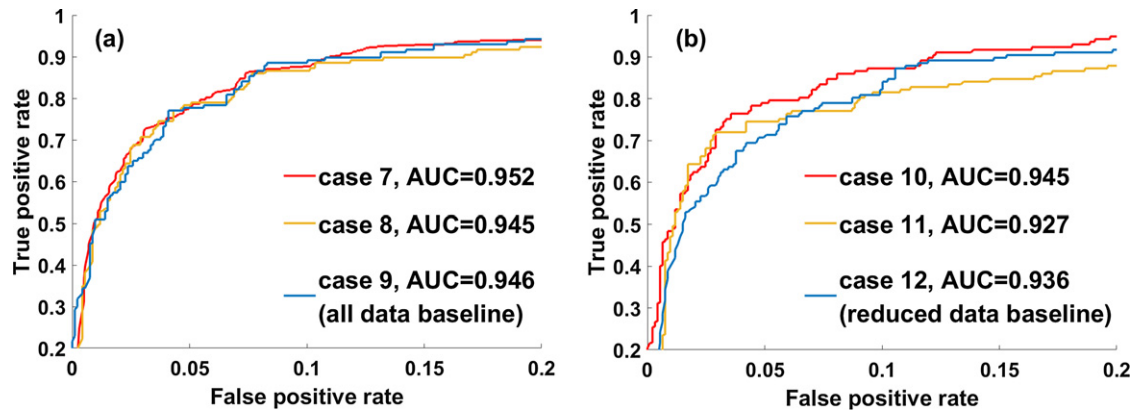 (a)
1
0.9
0.8
0.7
0.6
0.5
0.4
0.3
0.2
True positive rate
case 7, AUC=0.952
case 8, AUC=0.945
case 9, AUC=0.946
(all data baseline)
0 0.05 0.1 0.15 0.2
False positive rate
(b)
1
0.9
0.8
0.7
0.6
0.5
0.4
0.3
0.2
True positive rate
case 10, AUC=0.945
case 11, AUC=0.927
case 12, AUC=0.936
(reduced data baseline)
0 0.05 0.1 0.15 0.2
False positive rate